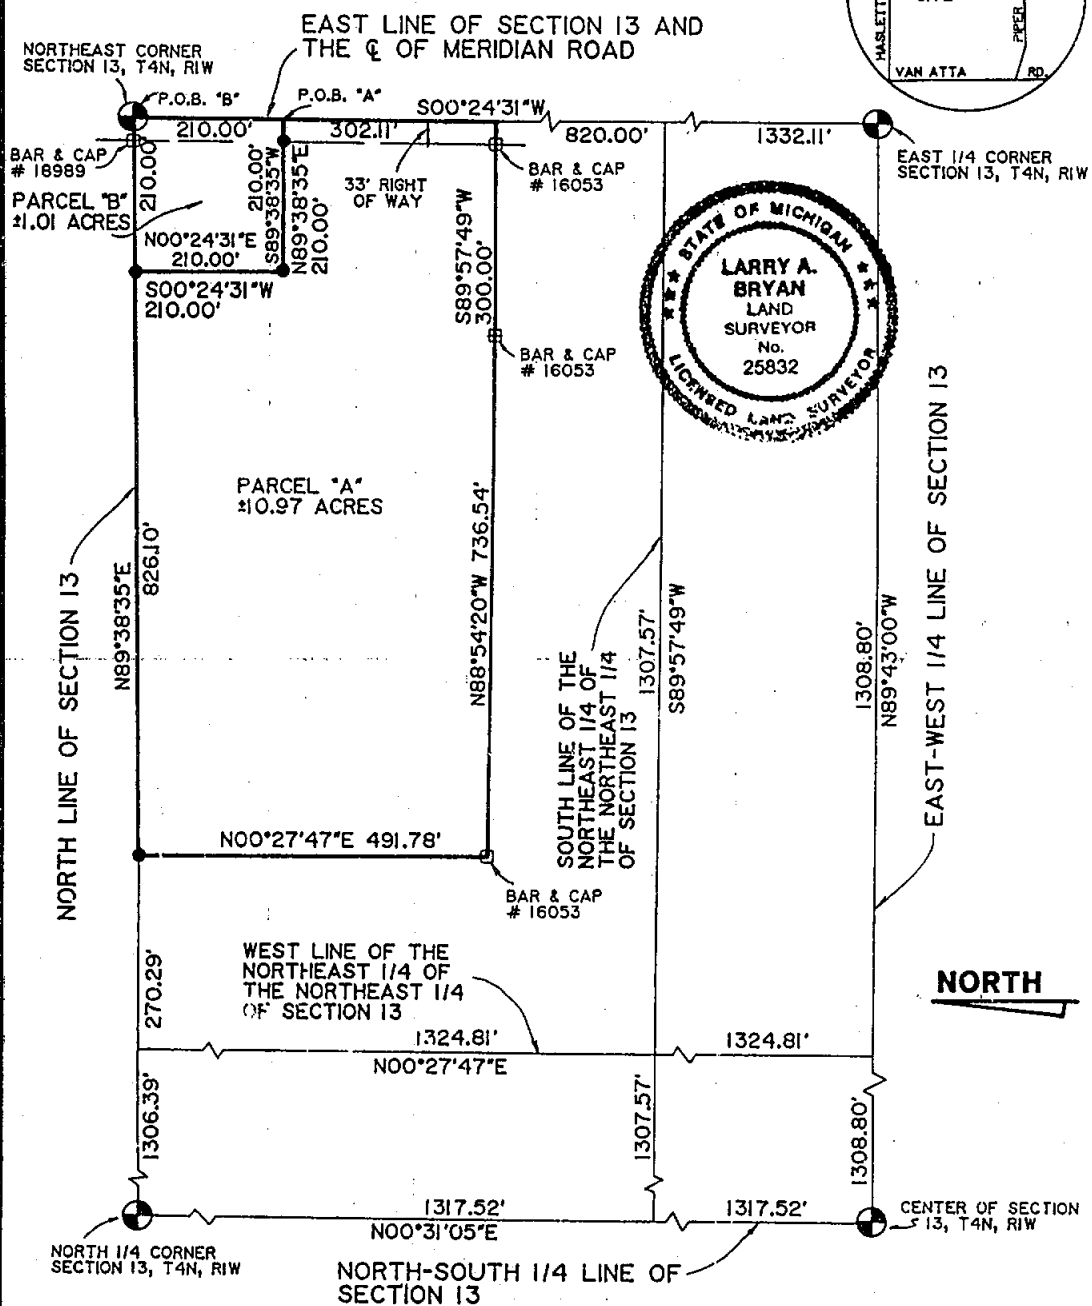 EAST LINE OF SECTION 13 AND
THE ℄ OF MERIDIAN ROAD
HASLETT
PIPER
VAN ATTA
RD.
NORTHEAST CORNER
SECTION 13, T4N, R1W
P.O.B. "B"
P.O.B. "A"
S00°24'31"W
210.00'
302.11'
820.00'
1332.11'
BAR & CAP
# 18989
210.00'
33' RIGHT
OF WAY
BAR & CAP
# 16053
EAST 1/4 CORNER
SECTION 13, T4N, R1W
PARCEL "B"
±1.01 ACRES
210.00'
S89°38'35"W
N89°38'35"E
210.00'
N00°24'31"E
210.00'
S00°24'31"W
210.00'
S89°57'49"W
300.00'
BAR & CAP
# 16053
STATE OF MICHIGAN
LARRY A.
BRYAN
LAND
SURVEYOR
No.
25832
LICENSED LAND SURVEYOR
PARCEL "A"
±10.97 ACRES
NORTH LINE OF SECTION 13
N89°38'35"E
826.10'
N88°54'20"W 736.54'
SOUTH LINE OF THE
NORTHEAST 1/4 OF
THE NORTHEAST 1/4
OF SECTION 13
1307.57'
S89°57'49"W
1308.80'
N89°43'00"W
EAST-WEST 1/4 LINE OF SECTION 13
N00°27'47"E 491.78'
BAR & CAP
# 16053
270.29'
WEST LINE OF THE
NORTHEAST 1/4 OF
THE NORTHEAST 1/4
OF SECTION 13
NORTH
1324.81'
1324.81'
N00°27'47"E
1306.39'
1307.57'
1308.80'
1317.52'
1317.52'
N00°31'05"E
CENTER OF SECTION
13, T4N, R1W
NORTH 1/4 CORNER
SECTION 13, T4N, R1W
NORTH-SOUTH 1/4 LINE OF
SECTION 13